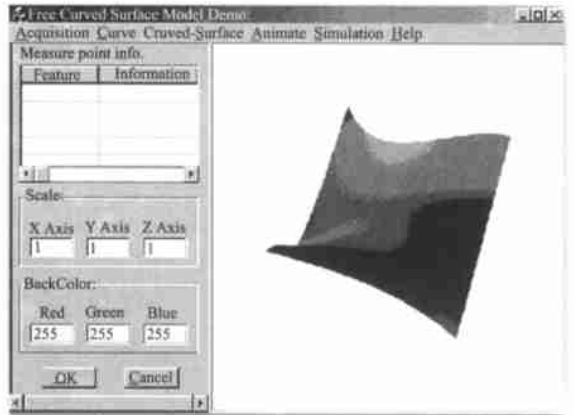 Free Curved Surface Model Demo:
Acquisition Curve Cruved-Surface Animate Simulation Help
Measure point info.
Feature Information
Scale:
X Axis Y Axis Z Axis
1 1 1
BackColor:
Red Green Blue
255 255 255
OK Cancel